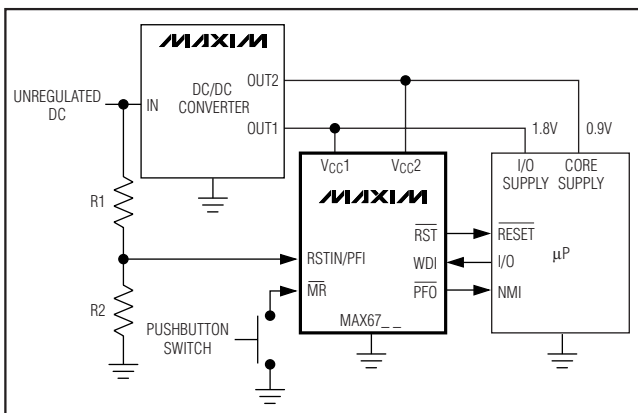 MAXIM
DC/DC
CONVERTER
UNREGULATED
DC
IN
OUT2
OUT1
1.8V
0.9V
VCC1
VCC2
I/O
SUPPLY
CORE
SUPPLY
MAXIM
R1
RSTIN/PFI
RST
RESET
WDI
I/O
µP
MR
PFO
NMI
R2
PUSHBUTTON
SWITCH
MAX67_ _